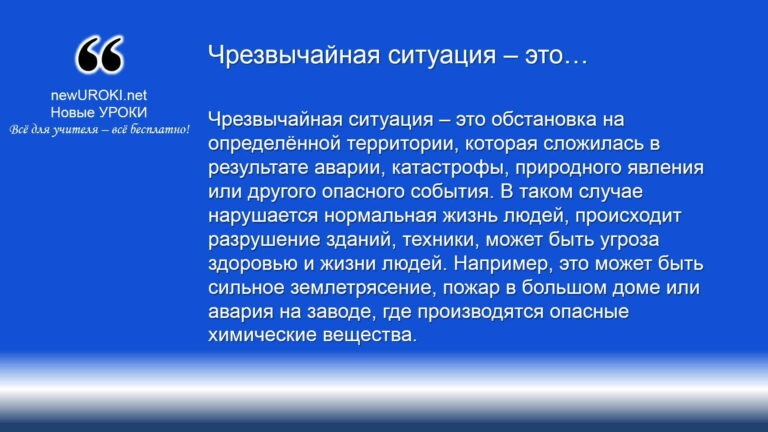 ❝
newUROKI.net
Новые УРОКИ
Всё для учителя – всё бесплатно!
Чрезвычайная ситуация – это…
Чрезвычайная ситуация – это обстановка на
определённой территории, которая сложилась в
результате аварии, катастрофы, природного явления
или другого опасного события. В таком случае
нарушается нормальная жизнь людей, происходит
разрушение зданий, техники, может быть угроза
здоровью и жизни людей. Например, это может быть
сильное землетрясение, пожар в большом доме или
авария на заводе, где производятся опасные
химические вещества.